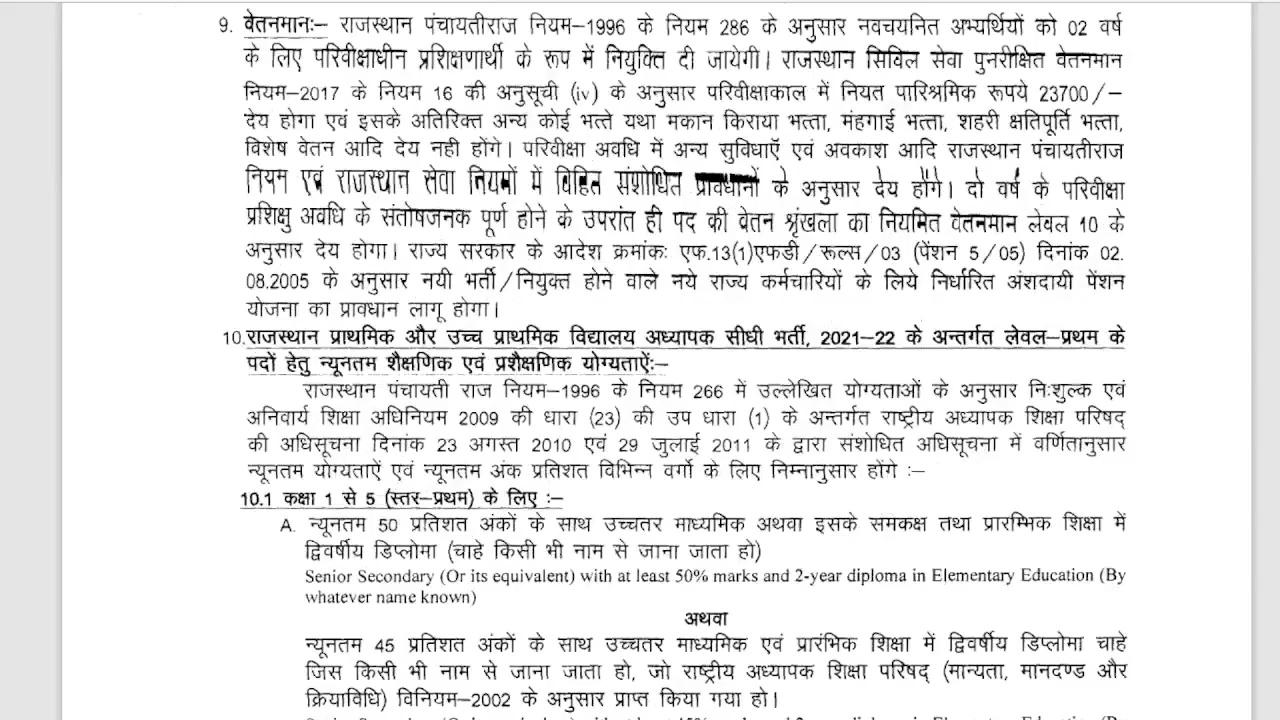 9. वेतनमानः– राजस्थान पंचायतीराज नियम–1996 के नियम 286 के अनुसार नवचयनित अभ्यर्थियों को 02 वर्ष
के लिए परिवीक्षाधीन प्रशिक्षणार्थी के रूप में नियुक्ति दी जायेगी। राजस्थान सिविल सेवा पुनरीक्षित वेतनमान
नियम–2017 के नियम 16 की अनुसूची (iv) के अनुसार परिवीक्षाकाल में नियत पारिश्रमिक रूपये 23700/–
देय होगा एवं इसके अतिरिक्त अन्य कोई भत्ते यथा मकान किराया भत्ता, मंहगाई भत्ता, शहरी क्षतिपूर्ति भत्ता,
विशेष वेतन आदि देय नही होंगे। परिवीक्षा अवधि में अन्य सुविधाऐं एवं अवकाश आदि राजस्थान पंचायतीराज
नियम एवं राजस्थान सेवा नियमों में विहित संशोधित प्रावधानों के अनुसार देय होंगे। दो वर्ष के परिवीक्षा
प्रशिक्षु अवधि के संतोषजनक पूर्ण होने के उपरांत ही पद की वेतन श्रृंखला का नियमित वेतनमान लेवल 10 के
अनुसार देय होगा। राज्य सरकार के आदेश क्रमांकः एफ.13(1)एफडी/रूल्स/03 (पेंशन 5/05) दिनांक 02.
08.2005 के अनुसार नयी भर्ती/नियुक्त होने वाले नये राज्य कर्मचारियों के लिये निर्धारित अंशदायी पेंशन
योजना का प्रावधान लागू होगा।
10. राजस्थान प्राथमिक और उच्च प्राथमिक विद्यालय अध्यापक सीधी भर्ती, 2021–22 के अन्तर्गत लेवल–प्रथम के
पदों हेतु न्यूनतम शैक्षणिक एवं प्रशैक्षणिक योग्यताऐंः–
राजस्थान पंचायती राज नियम–1996 के नियम 266 में उल्लेखित योग्यताओं के अनुसार निःशुल्क एवं
अनिवार्य शिक्षा अधिनियम 2009 की धारा (23) की उप धारा (1) के अन्तर्गत राष्ट्रीय अध्यापक शिक्षा परिषद्
की अधिसूचना दिनांक 23 अगस्त 2010 एवं 29 जुलाई 2011 के द्वारा संशोधित अधिसूचना में वर्णितानुसार
न्यूनतम योग्यताऐं एवं न्यूनतम अंक प्रतिशत विभिन्न वर्गो के लिए निम्नानुसार होंगे :–
10.1 कक्षा 1 से 5 (स्तर–प्रथम) के लिए :–
A. न्यूनतम 50 प्रतिशत अंकों के साथ उच्चतर माध्यमिक अथवा इसके समकक्ष तथा प्रारम्भिक शिक्षा में
द्विवर्षीय डिप्लोमा (चाहे किसी भी नाम से जाना जाता हो)
Senior Secondary (Or its equivalent) with at least 50% marks and 2-year diploma in Elementary Education (By
whatever name known)
अथवा
न्यूनतम 45 प्रतिशत अंकों के साथ उच्चतर माध्यमिक एवं प्रारंभिक शिक्षा में द्विवर्षीय डिप्लोमा चाहे
जिस किसी भी नाम से जाना जाता हो, जो राष्ट्रीय अध्यापक शिक्षा परिषद् (मान्यता, मानदण्ड और
क्रियाविधि) विनियम–2002 के अनुसार प्राप्त किया गया हो।